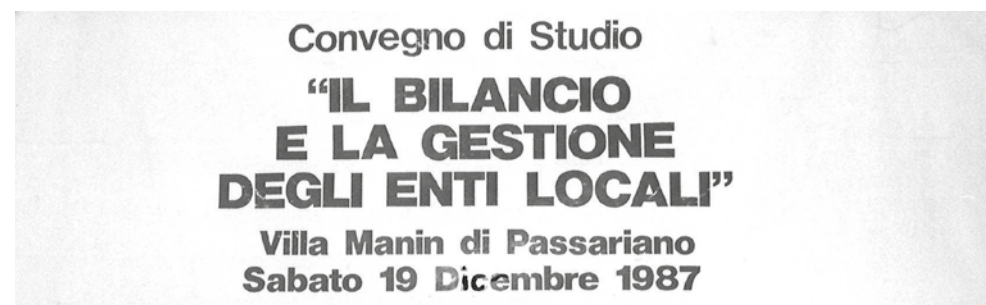 Convegno di Studio
“IL BILANCIO
E LA GESTIONE
DEGLI ENTI LOCALI”
Villa Manin di Passariano
Sabato 19 Dicembre 1987